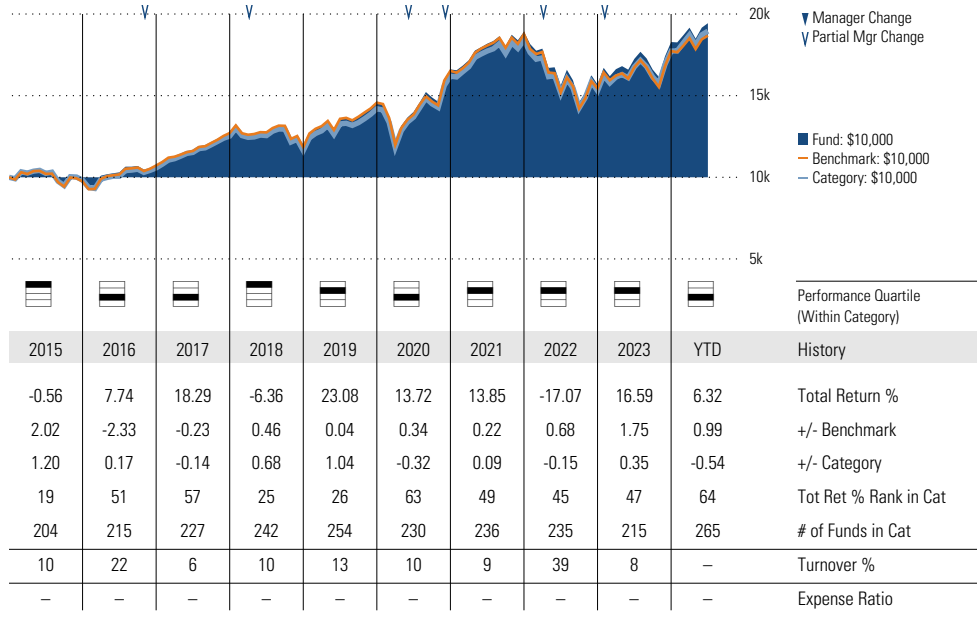 20k
Manager Change
Partial Mgr Change
15k
Fund: $10,000
Benchmark: $10,000
Category: $10,000
10k
5k
Performance Quartile
(Within Category)
2015 2016 2017 2018 2019 2020 2021 2022 2023 YTD History
-0.56 7.74 18.29 -6.36 23.08 13.72 13.85 -17.07 16.59 6.32 Total Return %
2.02 -2.33 -0.23 0.46 0.04 0.34 0.22 0.68 1.75 0.99 +/- Benchmark
1.20 0.17 -0.14 0.68 1.04 -0.32 0.09 -0.15 0.35 -0.54 +/- Category
19 51 57 25 26 63 49 45 47 64 Tot Ret % Rank in Cat
204 215 227 242 254 230 236 235 215 265 # of Funds in Cat
10 22 6 10 13 10 9 39 8 – Turnover %
– – – – – – – – – – Expense Ratio